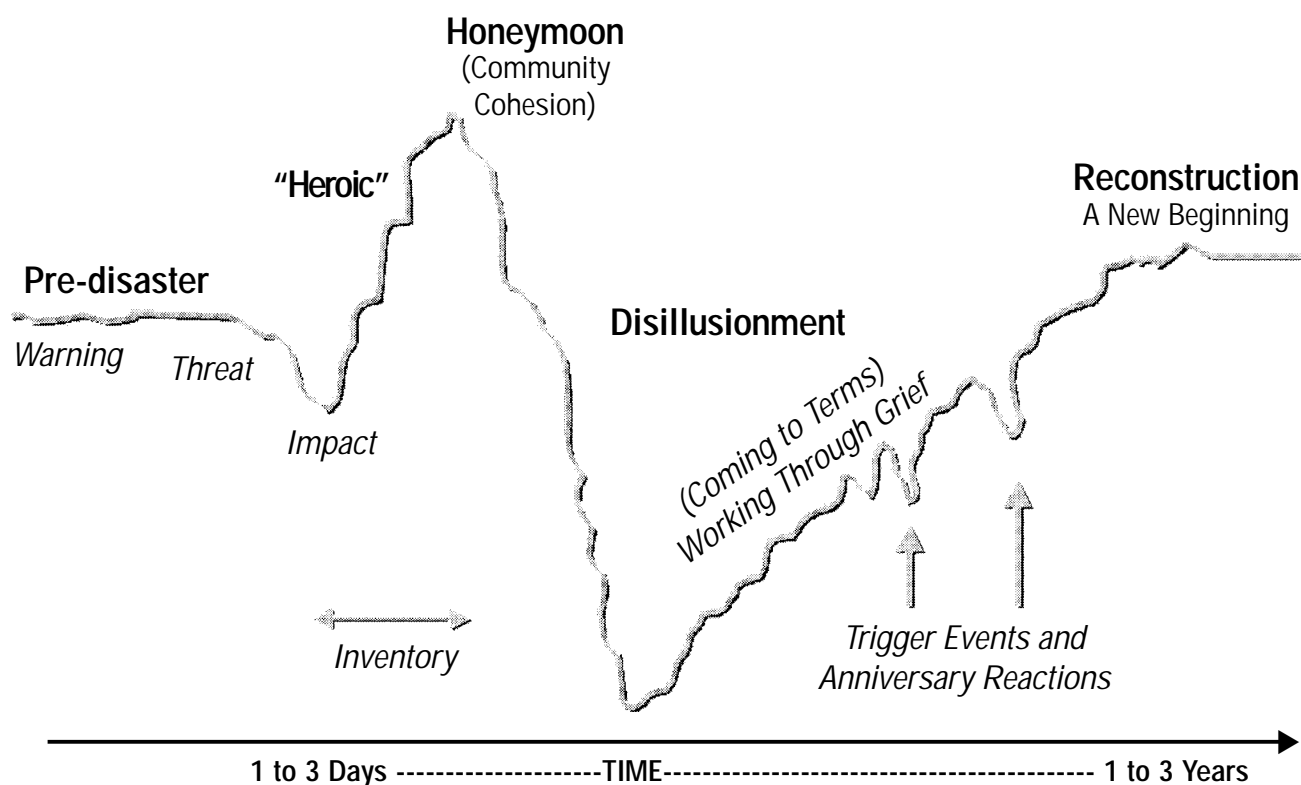 Honeymoon
(Community
Cohesion)
“Heroic”
Reconstruction
A New Beginning
Pre-disaster
Warning
Threat
Impact
Disillusionment
(Coming to Terms)
Working Through Grief
Inventory
Trigger Events and
Anniversary Reactions
1 to 3 Days --------------------TIME------------------------------------------ 1 to 3 Years